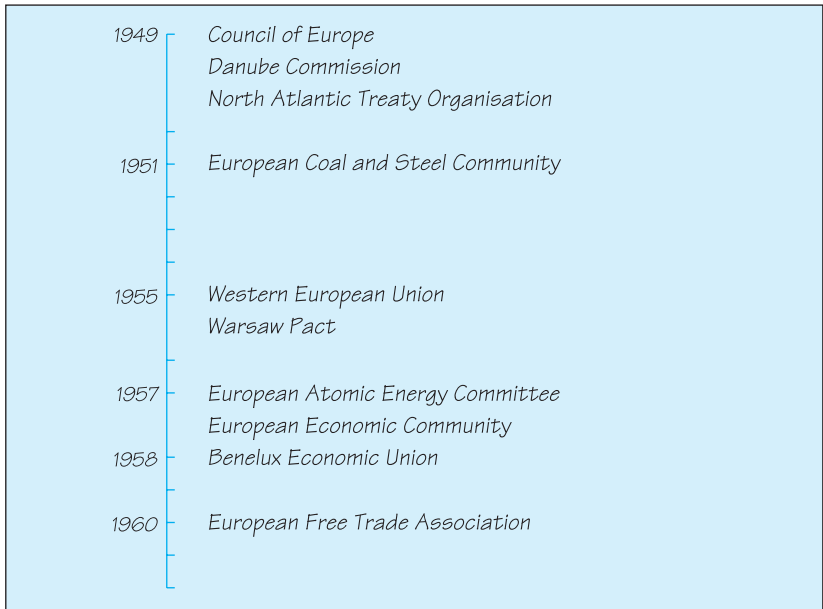 1949 Council of Europe
Danube Commission
North Atlantic Treaty Organisation
1951 European Coal and Steel Community
1955 Western European Union
Warsaw Pact
1957 European Atomic Energy Committee
European Economic Community
1958 Benelux Economic Union
1960 European Free Trade Association